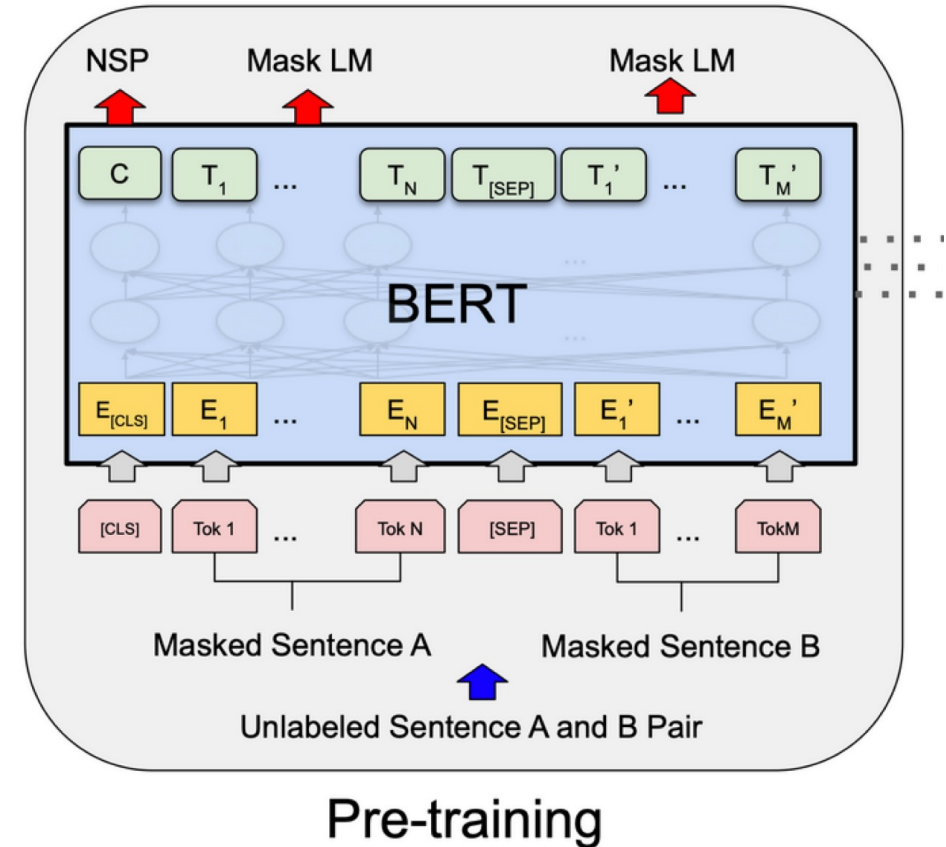 NSP Mask LM Mask LM
C T1 ... TN T[SEP] T1' ... TM'
...
BERT
...
E[CLS] E1 ... EN E[SEP] E1' ... EM'
[CLS] Tok 1 ... Tok N [SEP] Tok 1 ... TokM
Masked Sentence A Masked Sentence B
Unlabeled Sentence A and B Pair
Pre-training